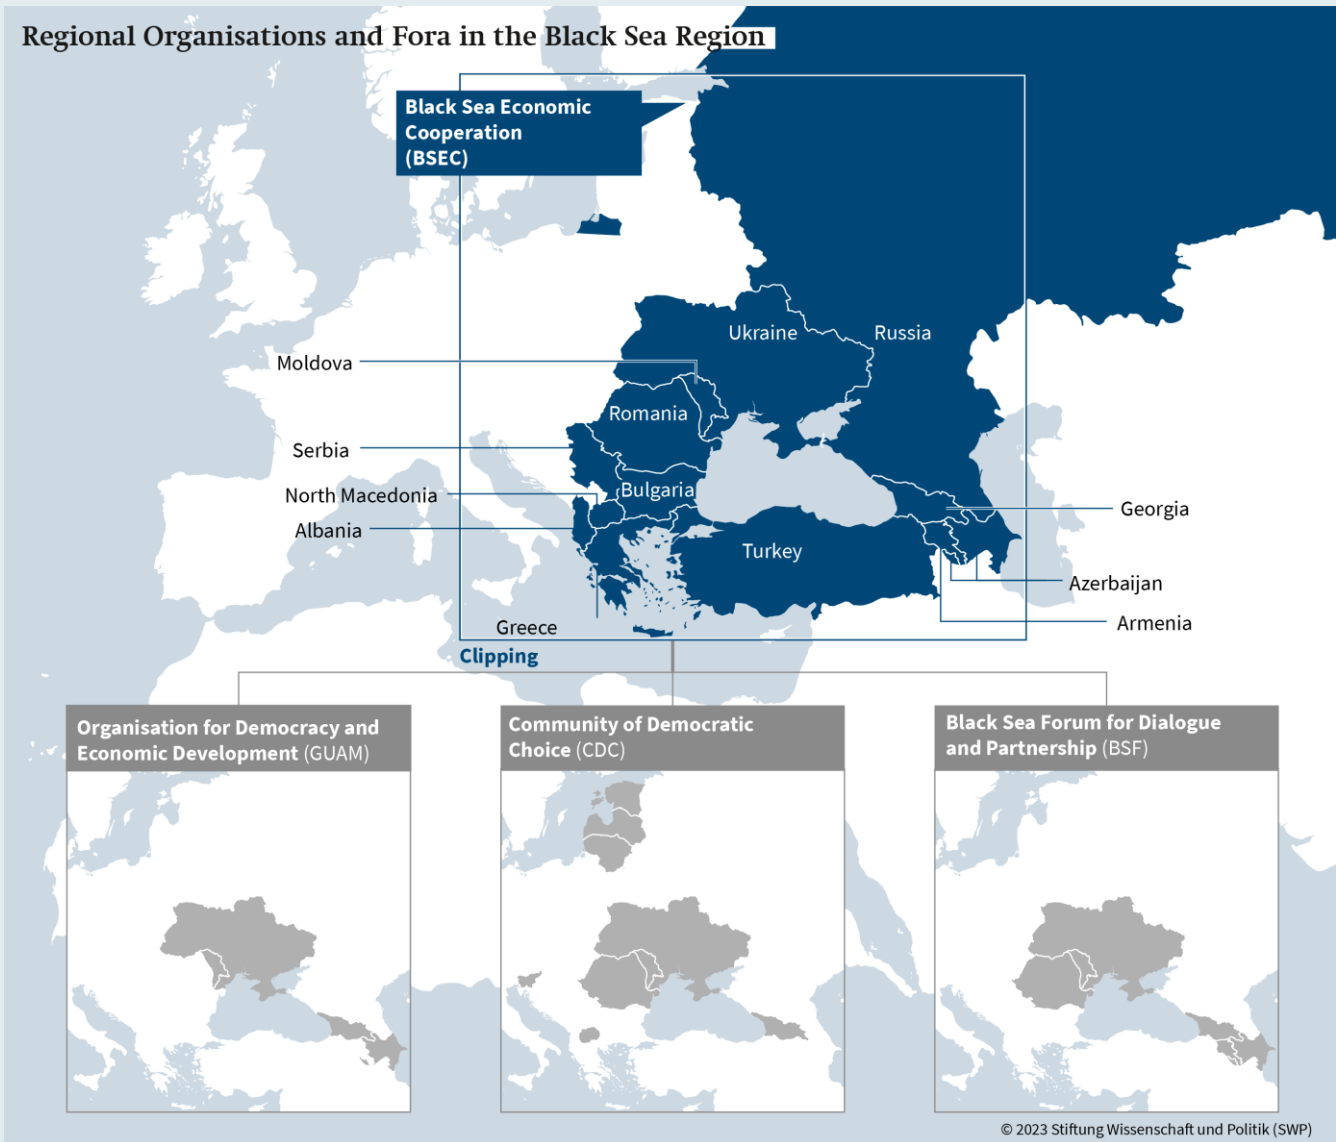 Regional Organisations and Fora in the Black Sea Region
Black Sea Economic
Cooperation
(BSEC)
Ukraine
Russia
Moldova
Romania
Serbia
North Macedonia
Bulgaria
Albania
Georgia
Turkey
Azerbaijan
Armenia
Greece
Clipping
Organisation for Democracy and
Economic Development (GUAM)
Community of Democratic
Choice (CDC)
Black Sea Forum for Dialogue
and Partnership (BSF)
© 2023 Stiftung Wissenschaft und Politik (SWP)